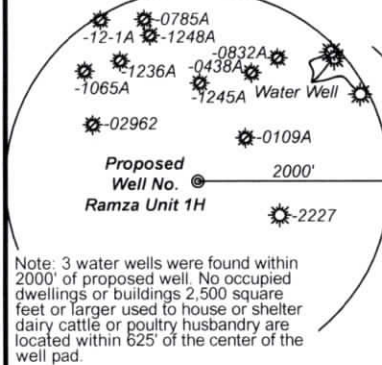 -0785A
-12-1A
-1248A
-0832A
-1236A
-0438A
-1065A
-1245A
Water Well
-02962
-0109A
Proposed
Well No.
Ramza Unit 1H
2000'
-2227
Note: 3 water wells were found within
2000' of proposed well. No occupied
dwellings or buildings 2,500 square
feet or larger used to house or shelter
dairy cattle or poultry husbandry are
located within 625' of the center of the
well pad.